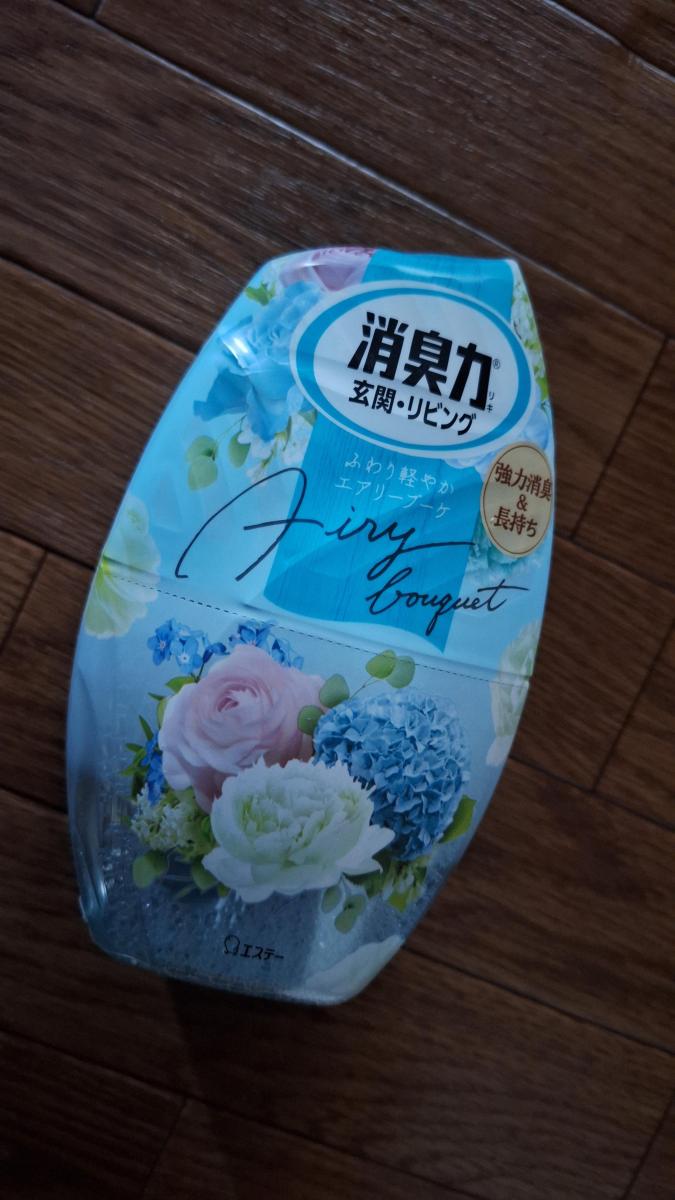 消臭力®
リキ
玄関・リビング
ふわり軽やか
エアリーブーケ
強力消臭
&
長持ち
Airy
bouquet
エステー